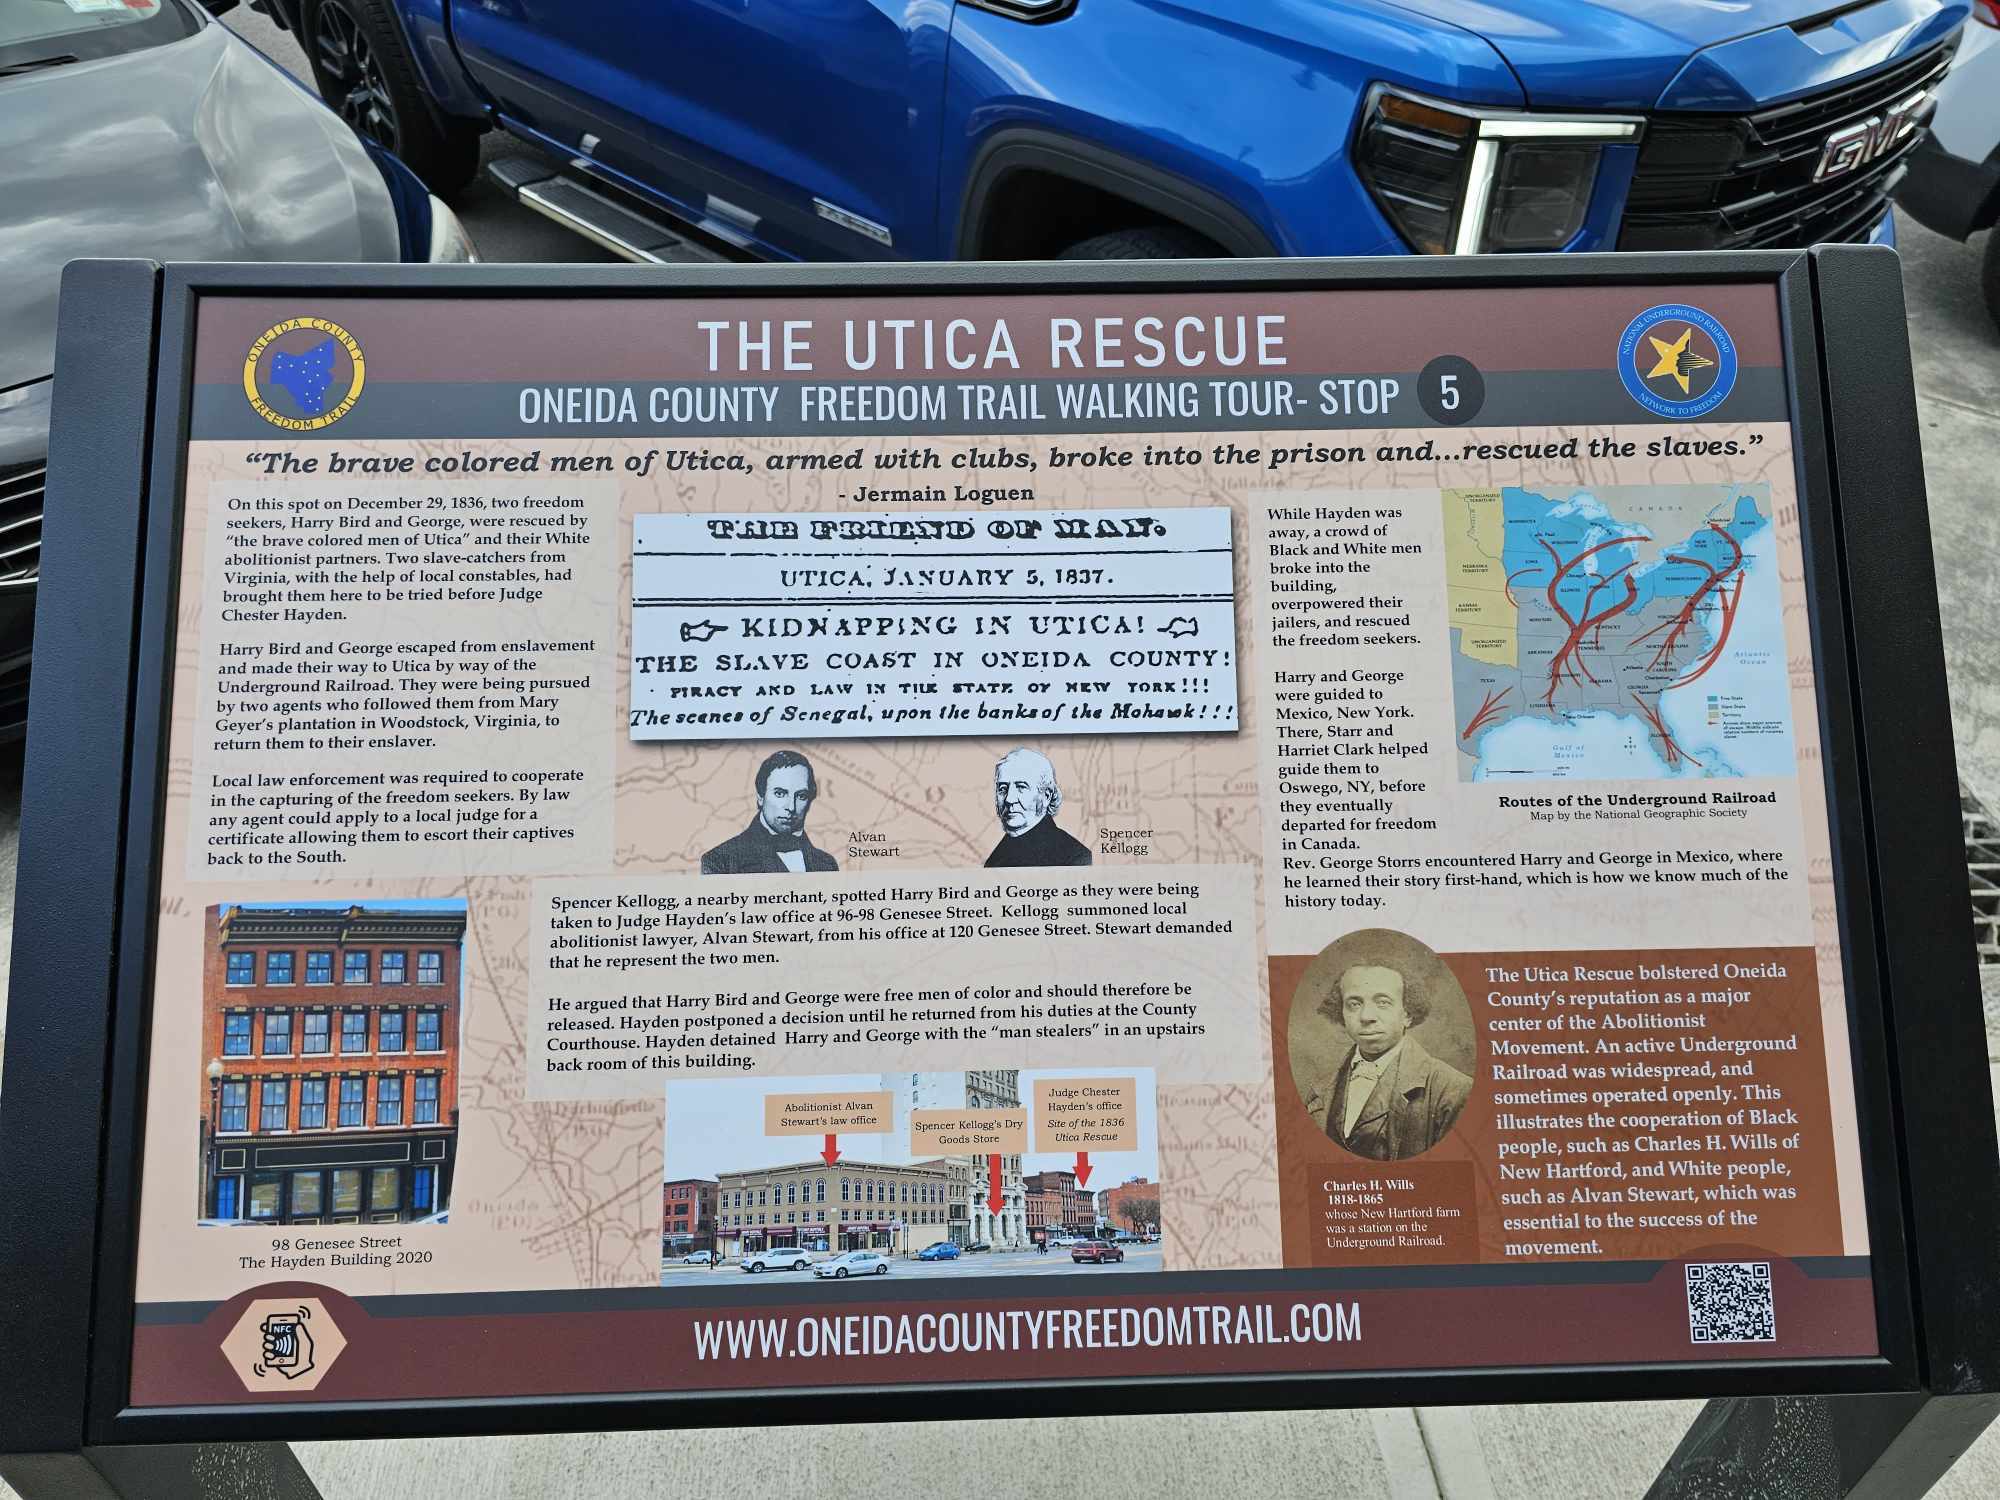 GMC
ONEIDA COUNTY
FREEDOM TRAIL
THE UTICA RESCUE
ONEIDA COUNTY FREEDOM TRAIL WALKING TOUR- STOP 5
NATIONAL UNDERGROUND RAILROAD
NETWORK TO FREEDOM
“The brave colored men of Utica, armed with clubs, broke into the prison and...rescued the slaves.”
- Jermain Loguen
On this spot on December 29, 1836, two freedom
seekers, Harry Bird and George, were rescued by
“the brave colored men of Utica” and their White
abolitionist partners. Two slave-catchers from
Virginia, with the help of local constables, had
brought them here to be tried before Judge
Chester Hayden.
Harry Bird and George escaped from enslavement
and made their way to Utica by way of the
Underground Railroad. They were being pursued
by two agents who followed them from Mary
Geyer’s plantation in Woodstock, Virginia, to
return them to their enslaver.
Local law enforcement was required to cooperate
in the capturing of the freedom seekers. By law
any agent could apply to a local judge for a
certificate allowing them to escort their captives
back to the South.
98 Genesee Street
The Hayden Building 2020
THE FRIEND OF MAN.
UTICA, JANUARY 5, 1837.
KIDNAPPING IN UTICA!
THE SLAVE COAST IN ONEIDA COUNTY!
PIRACY AND LAW IN THE STATE OF NEW YORK!!!
The scenes of Senegal, upon the banks of the Mohawk!!!
Alvan
Stewart
Spencer
Kellogg
Spencer Kellogg, a nearby merchant, spotted Harry Bird and George as they were being
taken to Judge Hayden’s law office at 96-98 Genesee Street. Kellogg summoned local
abolitionist lawyer, Alvan Stewart, from his office at 120 Genesee Street. Stewart demanded
that he represent the two men.
He argued that Harry Bird and George were free men of color and should therefore be
released. Hayden postponed a decision until he returned from his duties at the County
Courthouse. Hayden detained Harry and George with the “man stealers” in an upstairs
back room of this building.
Abolitionist Alvan
Stewart’s law office
Spencer Kellogg’s Dry
Goods Store
Judge Chester
Hayden’s office
Site of the 1836
Utica Rescue
While Hayden was
away, a crowd of
Black and White men
broke into the
building,
overpowered their
jailers, and rescued
the freedom seekers.
Harry and George
were guided to
Mexico, New York.
There, Starr and
Harriet Clark helped
guide them to
Oswego, NY, before
they eventually
departed for freedom
in Canada.
Rev. George Storrs encountered Harry and George in Mexico, where
he learned their story first-hand, which is how we know much of the
history today.
CANADA
Atlantic
Ocean
Gulf of
Mexico
Free State
Slave State
Territory
Routes of the Underground Railroad
Map by the National Geographic Society
Charles H. Wills
1818-1865
whose New Hartford farm
was a station on the
Underground Railroad.
The Utica Rescue bolstered Oneida
County’s reputation as a major
center of the Abolitionist
Movement. An active Underground
Railroad was widespread, and
sometimes operated openly. This
illustrates the cooperation of Black
people, such as Charles H. Wills of
New Hartford, and White people,
such as Alvan Stewart, which was
essential to the success of the
movement.
NFC
WWW.ONEIDACOUNTYFREEDOMTRAIL.COM